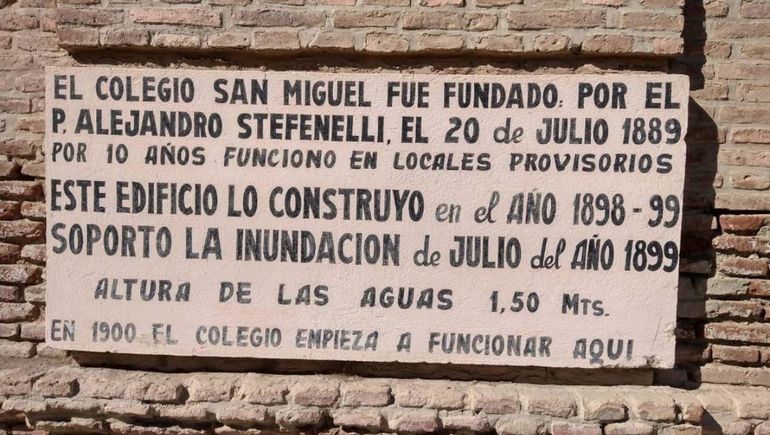 EL COLEGIO SAN MIGUEL FUE FUNDADO: POR EL
P. ALEJANDRO STEFENELLI, EL 20 de JULIO 1889
POR 10 AÑOS FUNCIONO EN LOCALES PROVISORIOS
ESTE EDIFICIO LO CONSTRUYO en el AÑO 1898-99
SOPORTO LA INUNDACION de JULIO del AÑO 1899
ALTURA DE LAS AGUAS 1,50 Mts.
EN 1900 EL COLEGIO EMPIEZA A FUNCIONAR AQUI